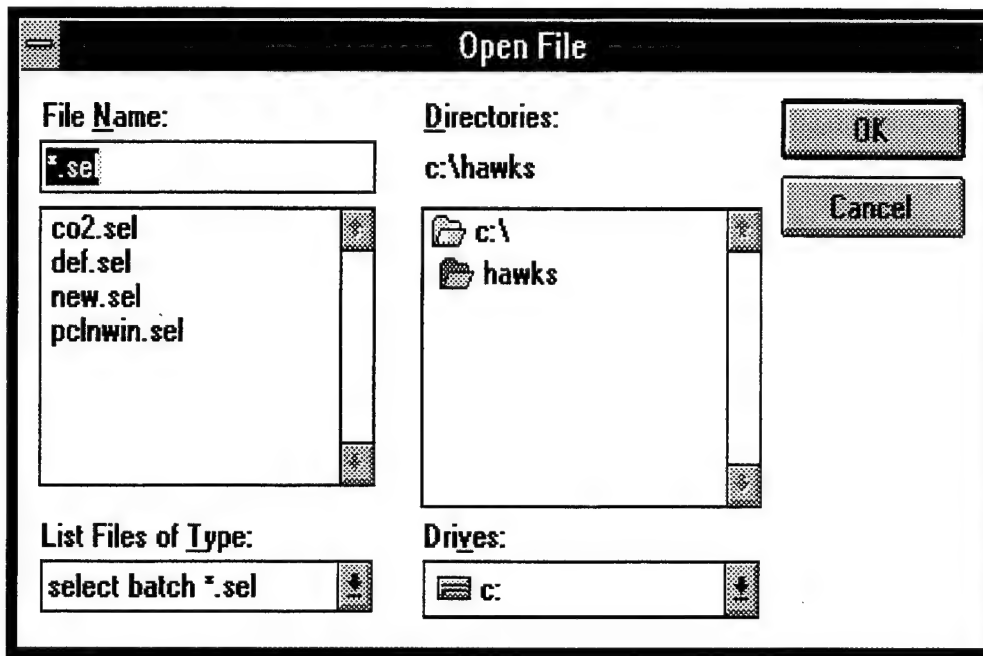 Open File
File Name:
*.sel
co2.sel
def.sel
new.sel
pclnwin.sel
List Files of Type:
select batch *.sel
Directories:
c:\hawks
c:\
hawks
Drives:
c:
OK
Cancel